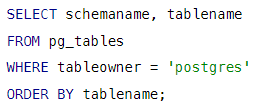 SELECT schemaname, tablename
FROM pg_tables
WHERE tableowner = 'postgres'
ORDER BY tablename;